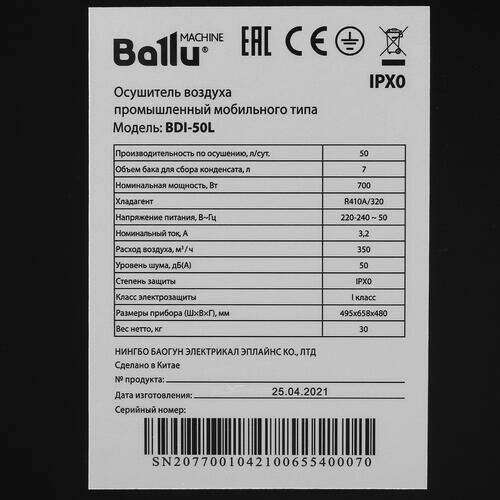 Ballu MACHINE ®
EAC CE
IPX0
Осушитель воздуха
промышленный мобильного типа
Модель: BDI-50L
Производительность по осушению, л/сут. 50
Объем бака для сбора конденсата, л 7
Номинальная мощность, Вт 700
Хладагент R410A/320
Напряжение питания, В~Гц 220-240 ~ 50
Номинальный ток, А 3,2
Расход воздуха, м³/ч 350
Уровень шума, дБ(А) 50
Степень защиты IPX0
Класс электрозащиты I класс
Размеры прибора (Ш×В×Г), мм 495x658x480
Вес нетто, кг 30
НИНГБО БАОГУН ЭЛЕКТРИКАЛ ЭПЛАЙНС КО., ЛТД
Сделано в Китае
№ продукта:
Дата изготовления: 25.04.2021
Серийный номер:
SN2077001042100655400070